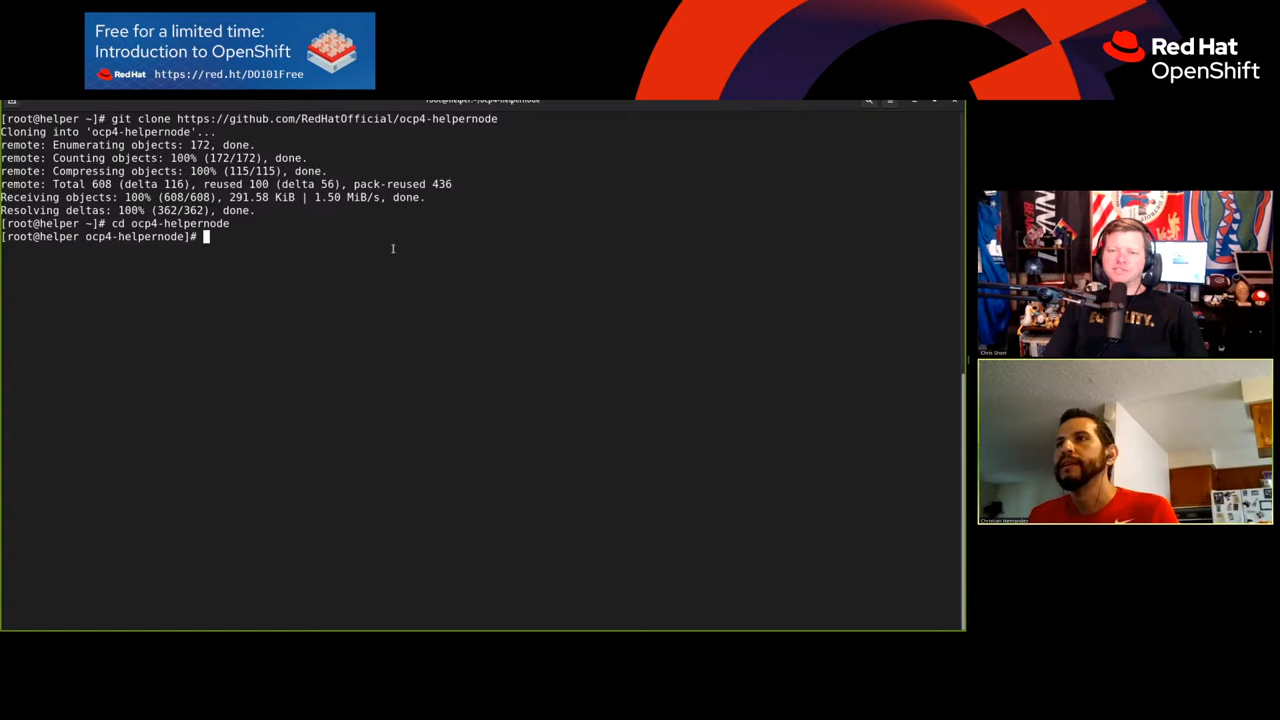 Free for a limited time:
Introduction to OpenShift
Red Hat https://red.ht/DO101Free
Red Hat
OpenShift
[root@helper ~]# git clone https://github.com/RedHatOfficial/ocp4-helpernode
Cloning into 'ocp4-helpernode'...
remote: Enumerating objects: 172, done.
remote: Counting objects: 100% (172/172), done.
remote: Compressing objects: 100% (115/115), done.
remote: Total 608 (delta 116), reused 100 (delta 56), pack-reused 436
Receiving objects: 100% (608/608), 291.58 KiB | 1.50 MiB/s, done.
Resolving deltas: 100% (362/362), done.
[root@helper ~]# cd ocp4-helpernode
[root@helper ocp4-helpernode]#
Chris Short
Christian Hernandez